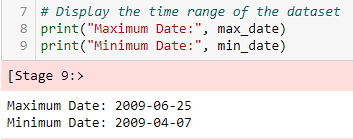 7 # Display the time range of the dataset
8 print("Maximum Date:", max_date)
9 print("Minimum Date:", min_date)
[Stage 9:>
Maximum Date: 2009-06-25
Minimum Date: 2009-04-07